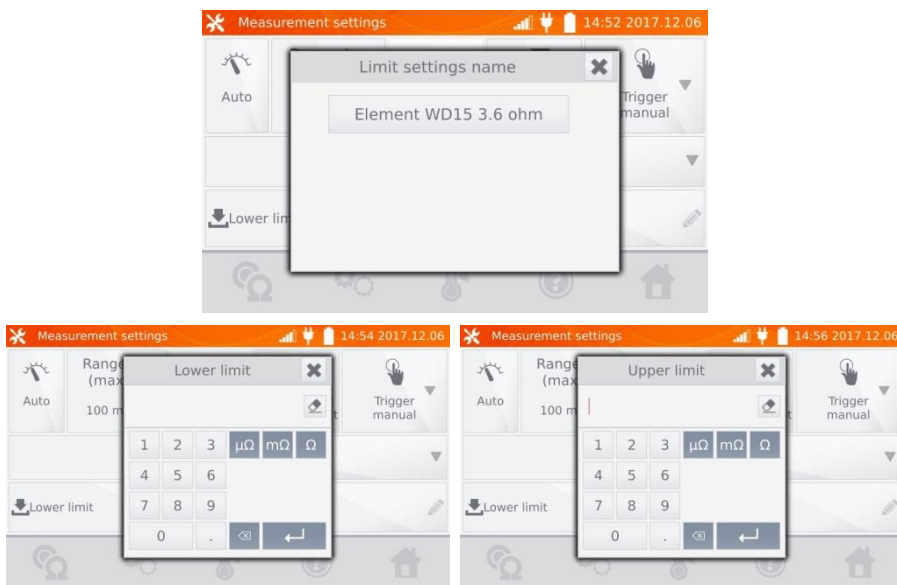 Measurement settings 14:52 2017.12.06
Limit settings name
Auto
Trigger
manual
Element WD15 3.6 ohm
Lower lim
Measurement settings 14:54 2017.12.06
Range
(max
Lower limit
Auto
100 m
Trigger
manual
1 2 3 µΩ mΩ Ω
4 5 6
Lower limit
7 8 9
0 .
Measurement settings 14:56 2017.12.06
Range
(max
Upper limit
Auto
100 m
Trigger
manual
1 2 3 µΩ mΩ Ω
4 5 6
Lower limit
7 8 9
0 .